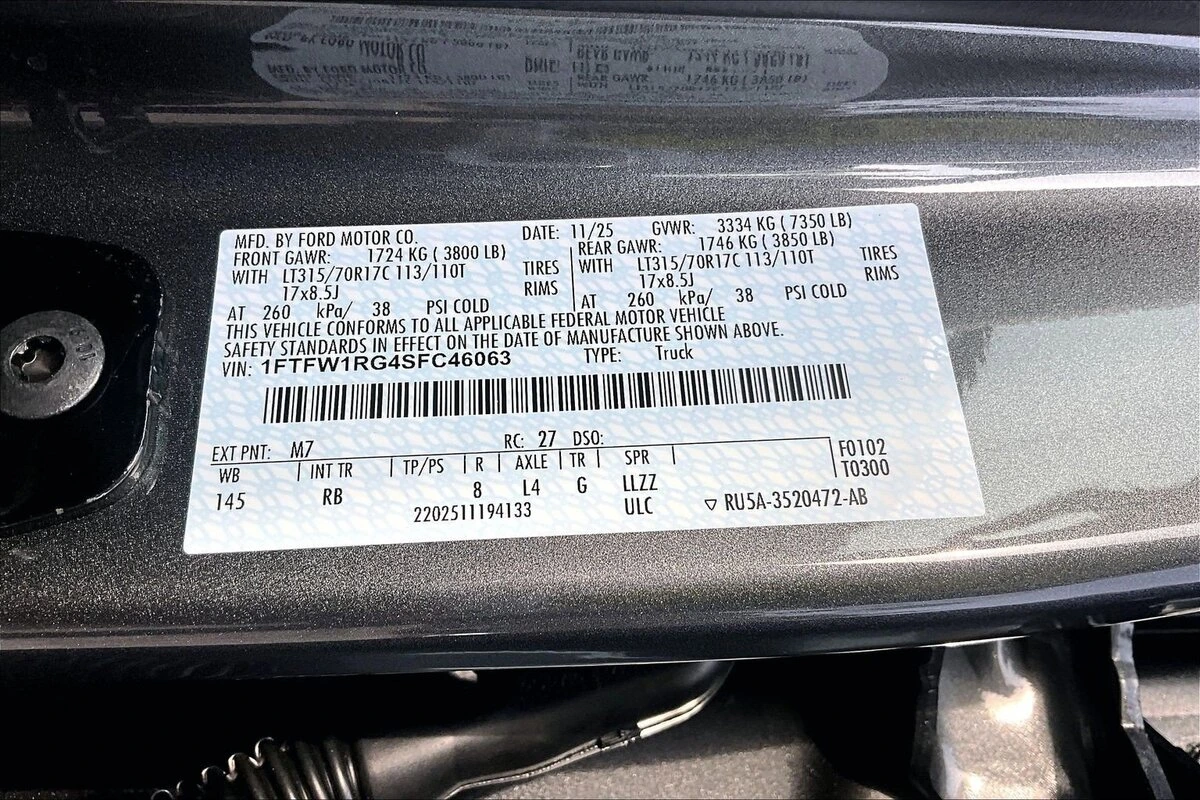 MFD. BY FORD MOTOR CO. DATE: 11/25 GVWR: 3334 KG ( 7350 LB)
FRONT GAWR: 1724 KG ( 3800 LB) REAR GAWR: 1746 KG ( 3850 LB)
WITH LT315/70R17C 113/110T TIRES WITH LT315/70R17C 113/110T TIRES
17x8.5J RIMS 17x8.5J RIMS
AT 260 kPa/ 38 PSI COLD AT 260 kPa/ 38 PSI COLD
THIS VEHICLE CONFORMS TO ALL APPLICABLE FEDERAL MOTOR VEHICLE
SAFETY STANDARDS IN EFFECT ON THE DATE OF MANUFACTURE SHOWN ABOVE.
VIN: 1FTFW1RG4SFC46063 TYPE: Truck
EXT PNT: M7 RC: 27 DSO:
WB INT TR TP/PS R AXLE TR SPR F0102
145 RB 8 L4 G LLZZ T0300
2202511194133 ULC ▽ RU5A-3520472-AB